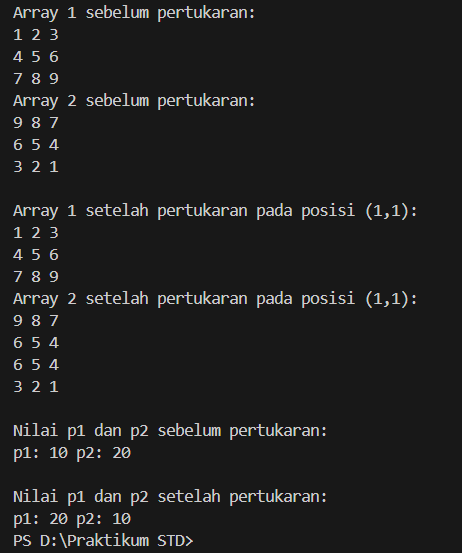 Array 1 sebelum pertukaran:
1 2 3
4 5 6
7 8 9
Array 2 sebelum pertukaran:
9 8 7
6 5 4
3 2 1
Array 1 setelah pertukaran pada posisi (1,1):
1 2 3
4 5 6
7 8 9
Array 2 setelah pertukaran pada posisi (1,1):
9 8 7
6 5 4
6 5 4
3 2 1
Nilai p1 dan p2 sebelum pertukaran:
p1: 10 p2: 20
Nilai p1 dan p2 setelah pertukaran:
p1: 20 p2: 10
PS D:\Praktikum STD>